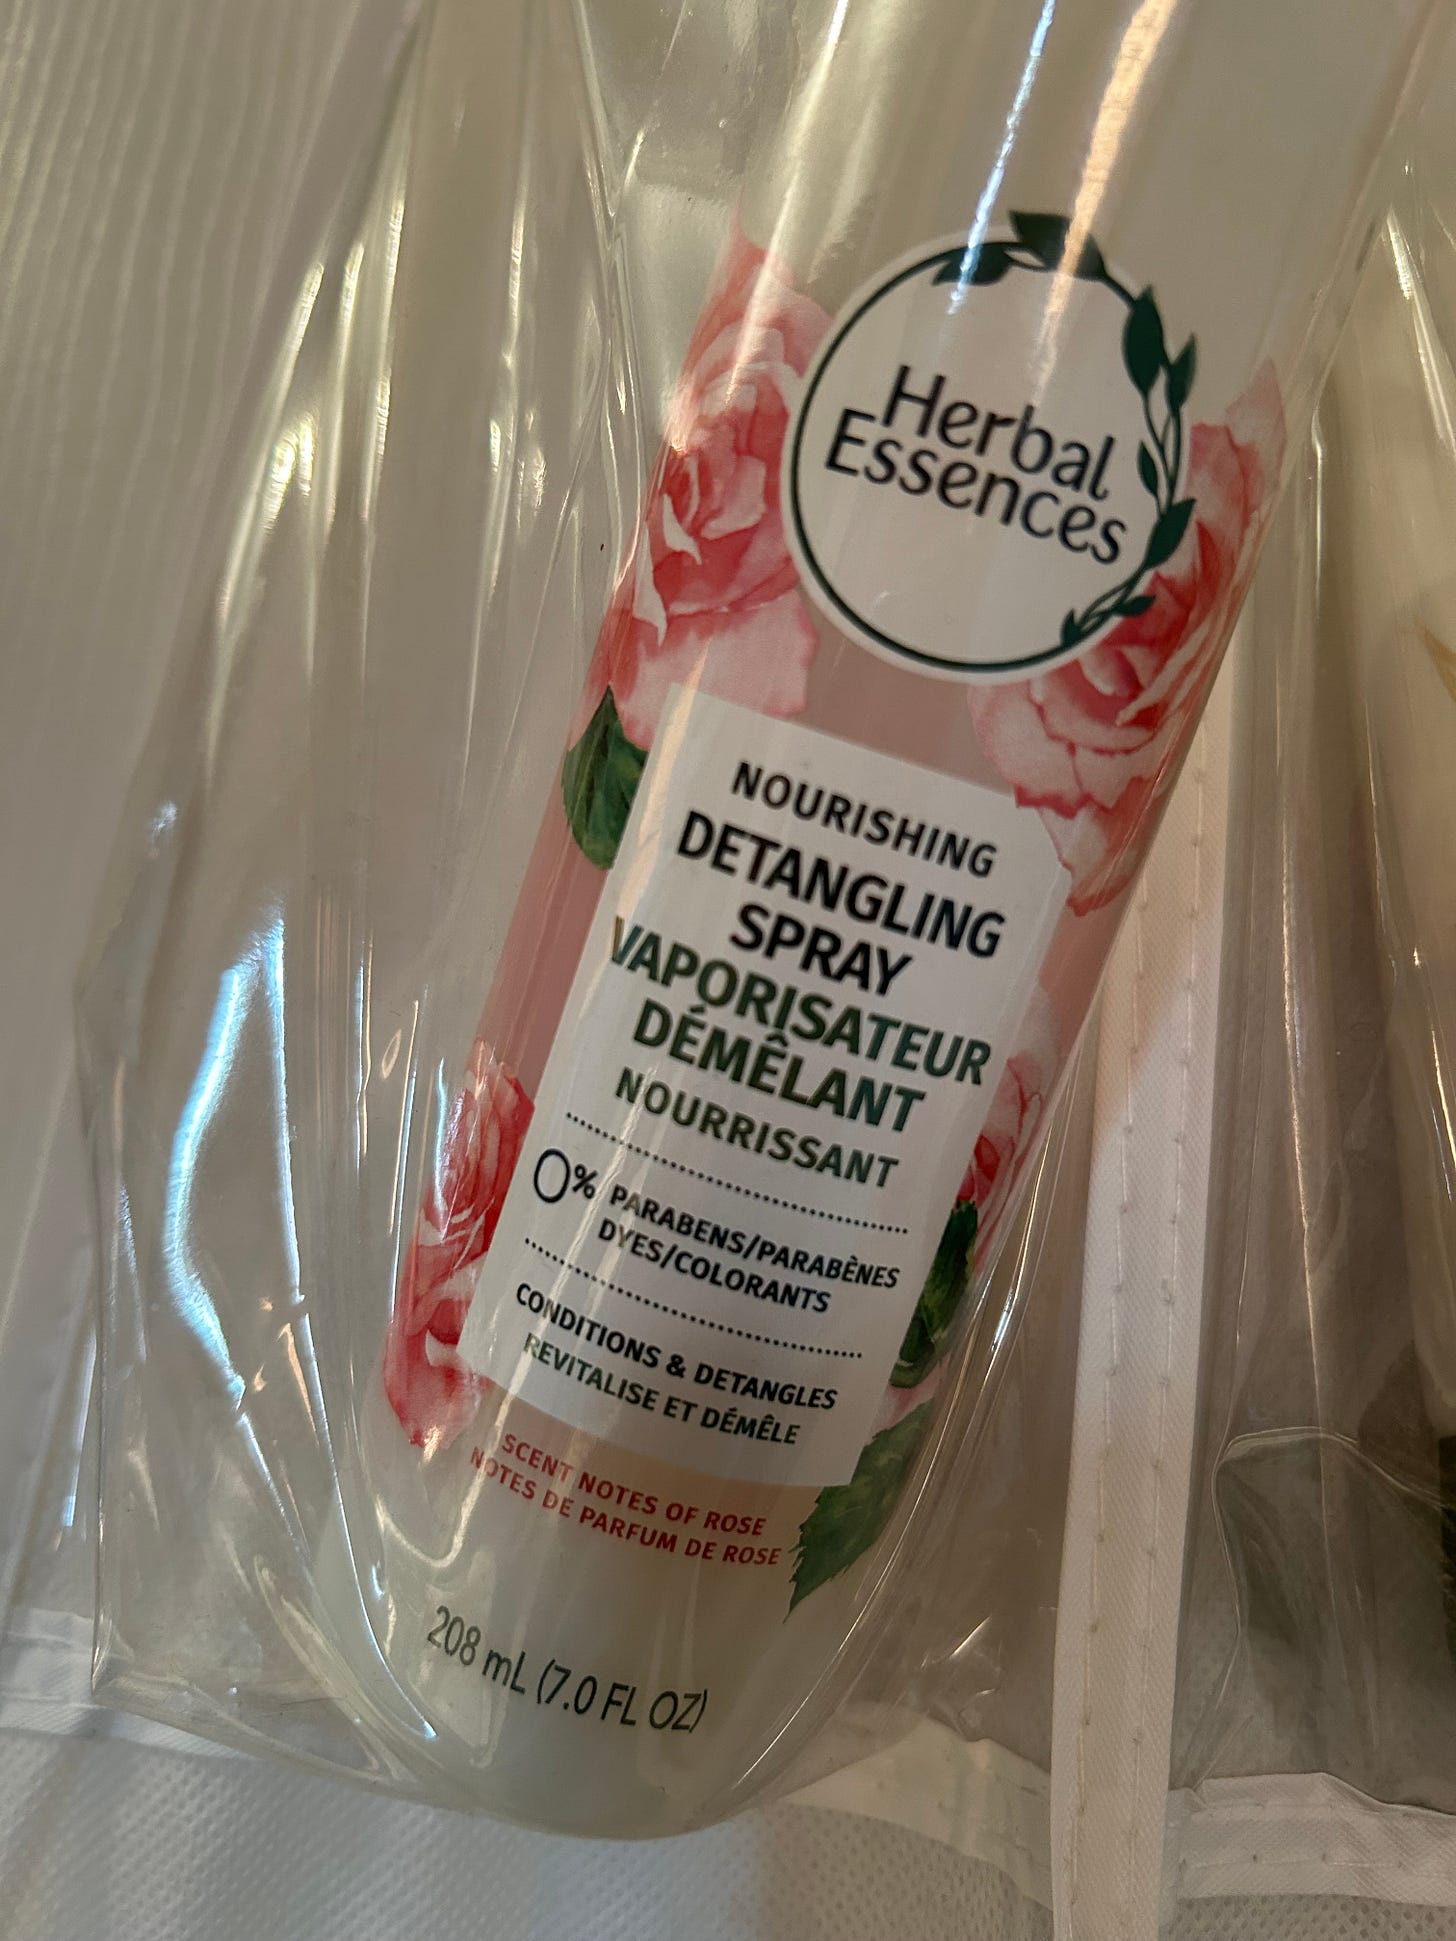 Herbal
Essences
NOURISHING
DETANGLING
SPRAY
VAPORISATEUR
DÉMÊLANT
NOURRISSANT
0% PARABENS/PARABÈNES
DYES/COLORANTS
CONDITIONS & DETANGLES
REVITALISE ET DÉMÊLE
SCENT NOTES OF ROSE
NOTES DE PARFUM DE ROSE
208 mL (7.0 FL OZ)